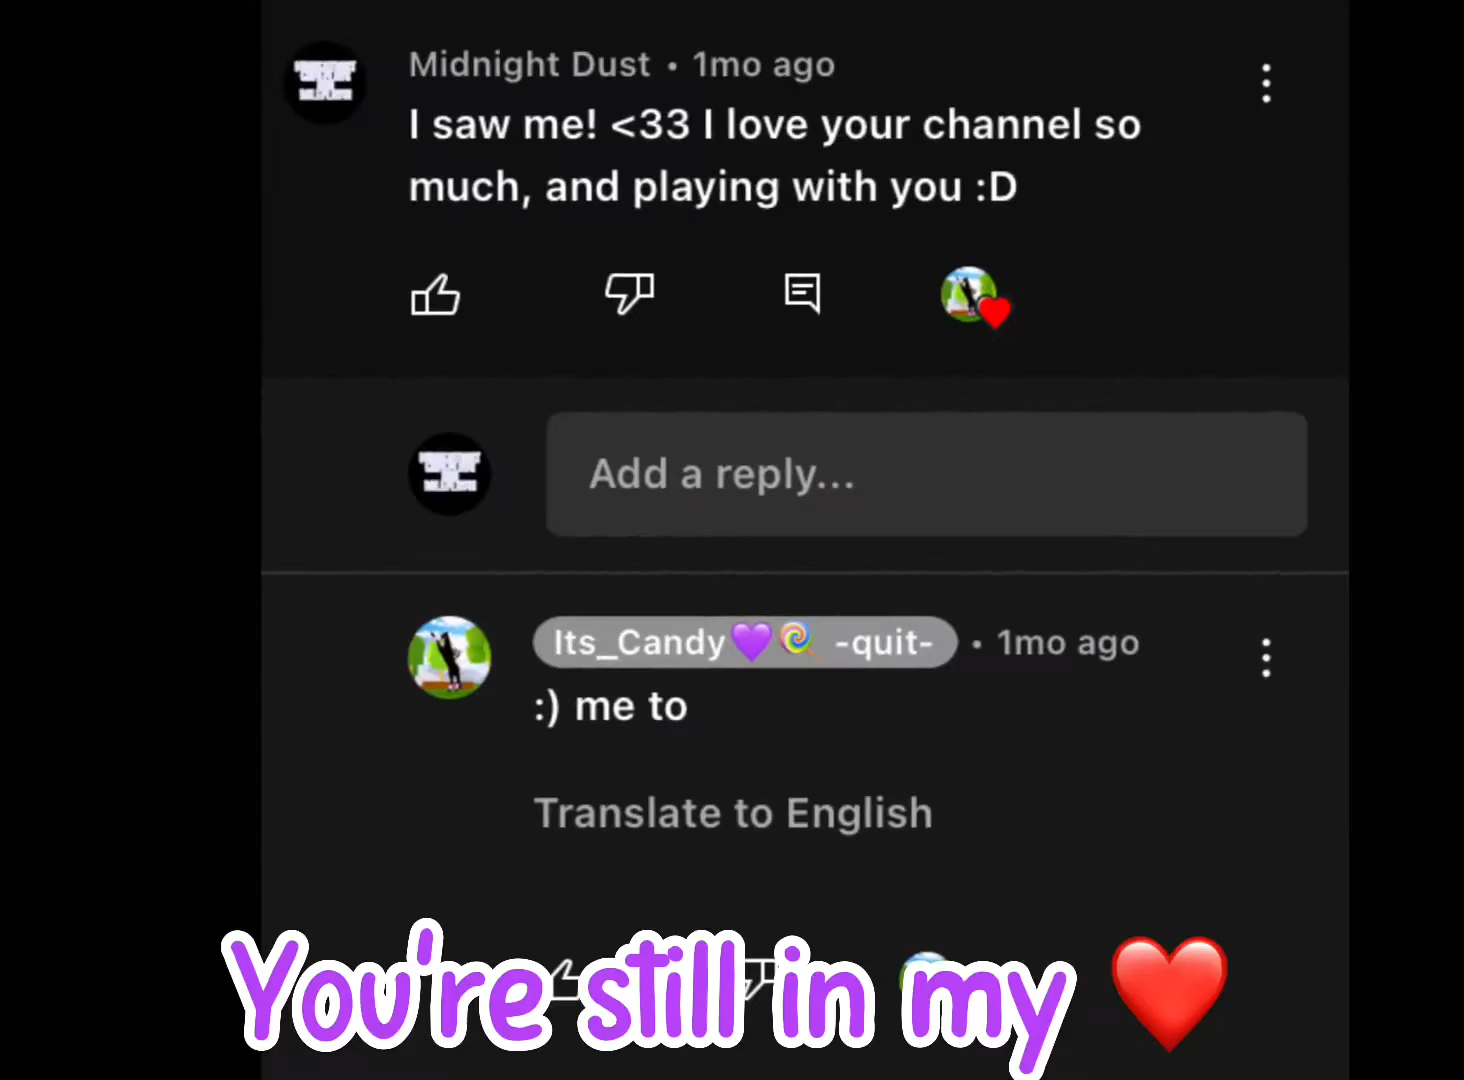 Midnight Dust • 1mo ago
I saw me! <33 I love your channel so
much, and playing with you :D
Add a reply...
Its_Candy💜🍭 -quit- • 1mo ago
:) me to
Translate to English
You're still in my ❤️